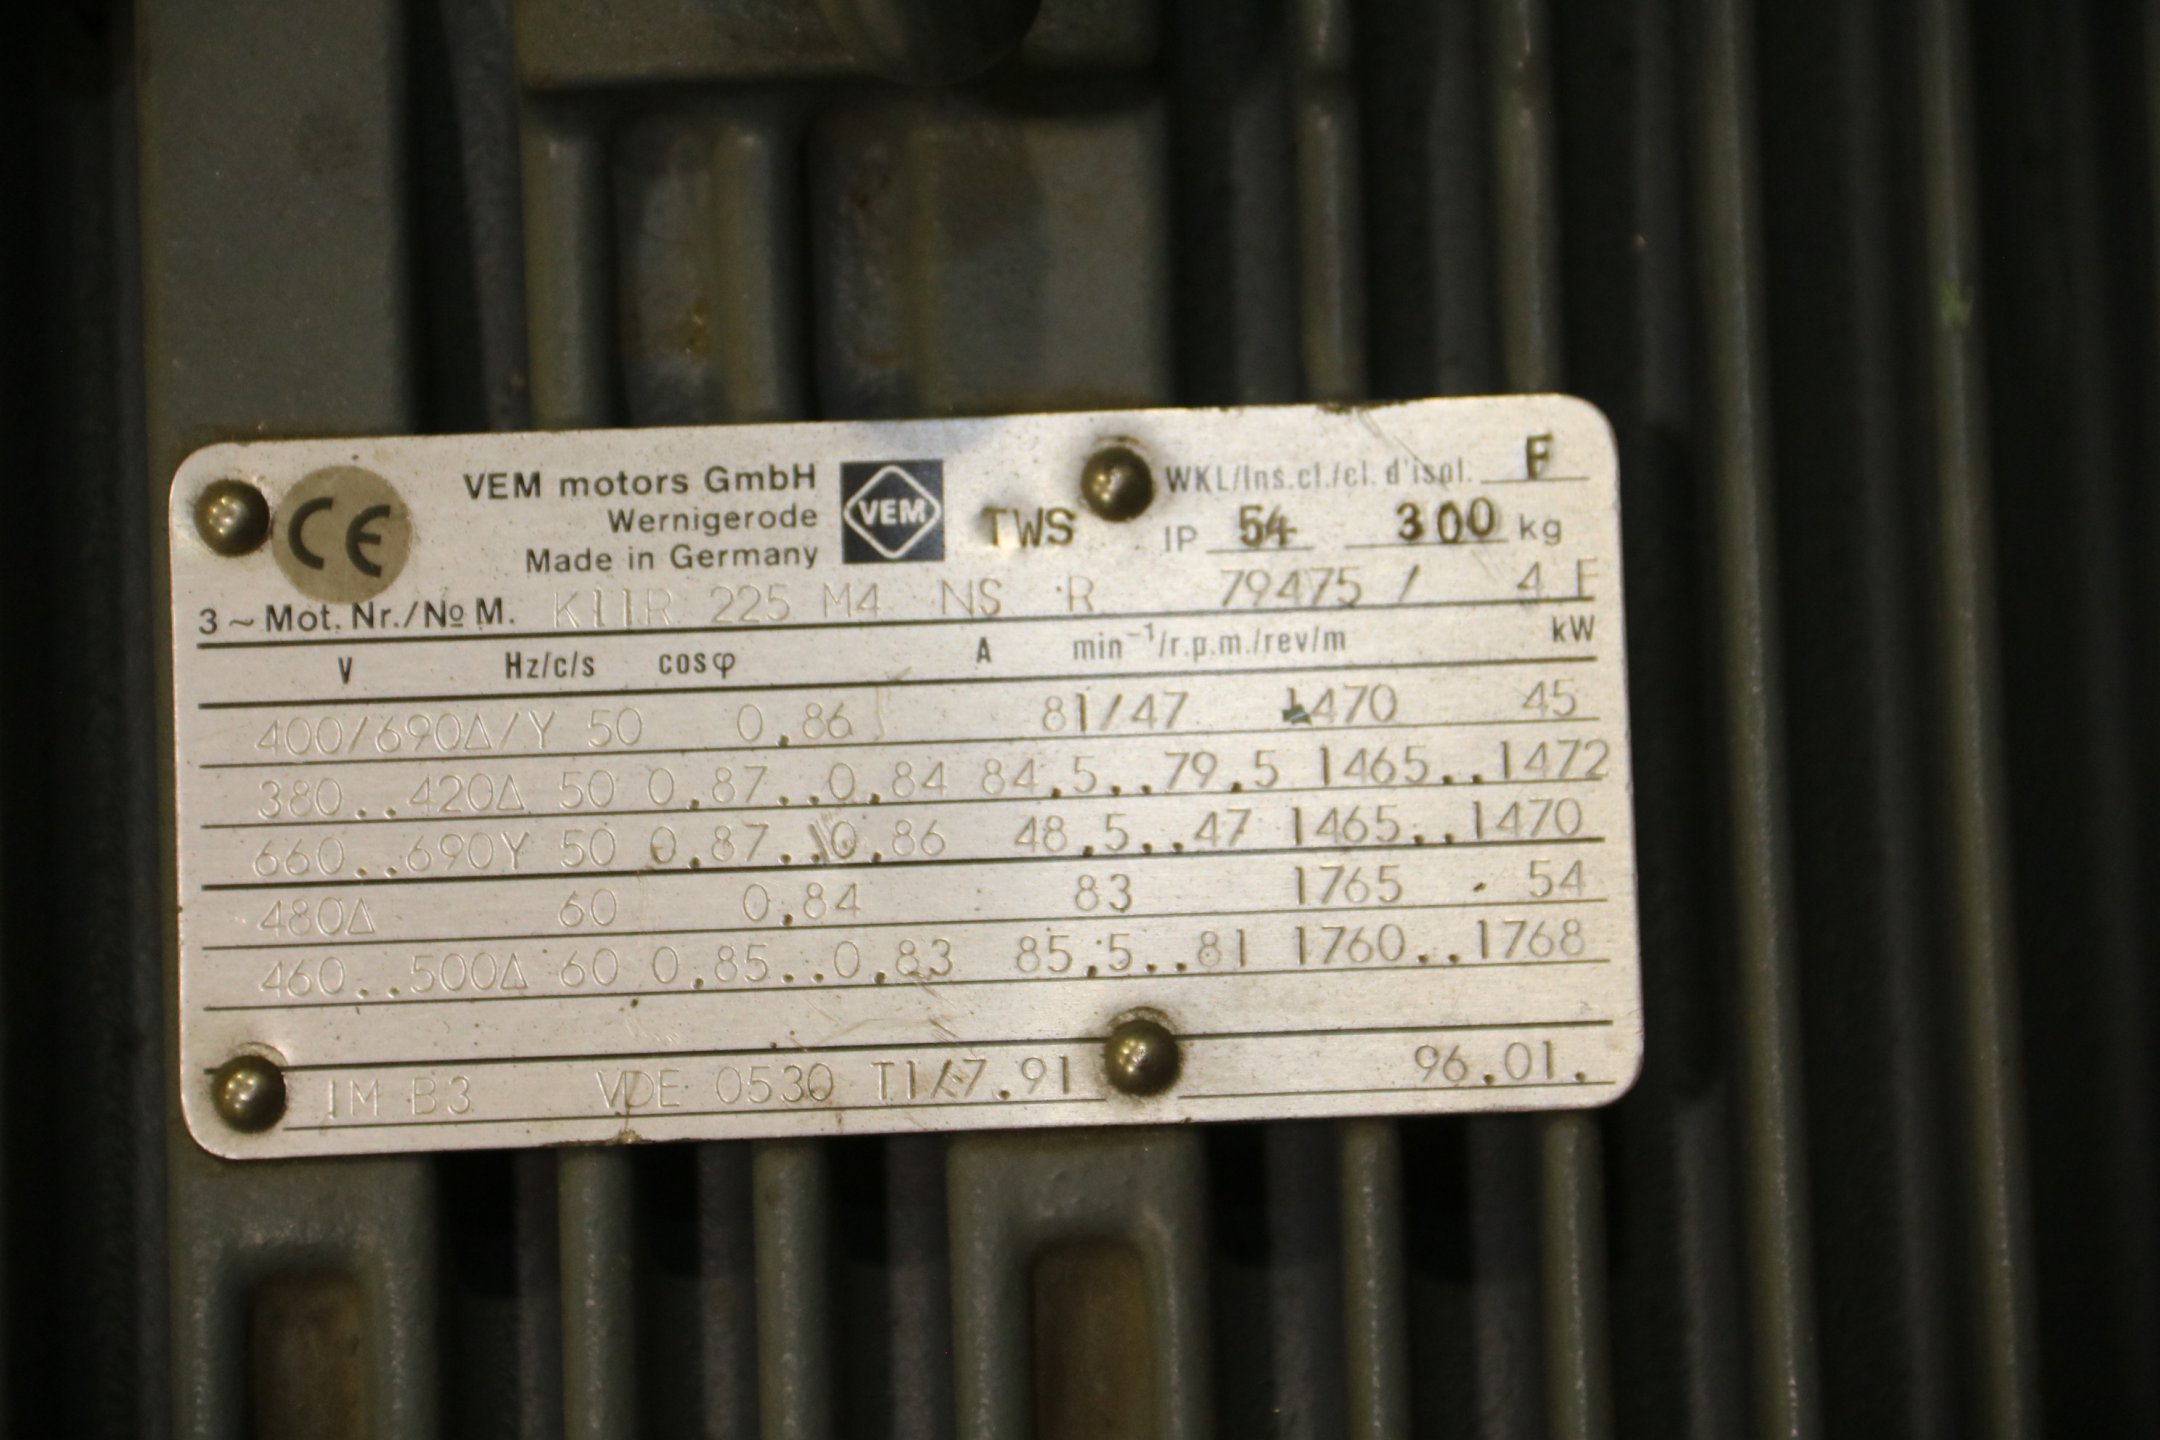 CE VEM motors GmbH VEM TWS WKL/Ins.cl./cl. d'isol. F
Wernigerode IP 54 300 kg
Made in Germany
3~Mot. Nr./№ M. K11R 225 M4 NS R 79475 / 4 F
V Hz/c/s cosφ A min⁻¹/r.p.m./rev/m kW
400/690Δ/Y 50 0,86 81/47 1470 45
380..420Δ 50 0,87..0,84 84,5..79,5 1465..1472
660..690Y 50 0,87..0,86 48,5..47 1465..1470
480Δ 60 0,84 83 1765 54
460..500Δ 60 0,85..0,83 85,5..81 1760..1768
IM B3 VDE 0530 T1/7.91 96.01.